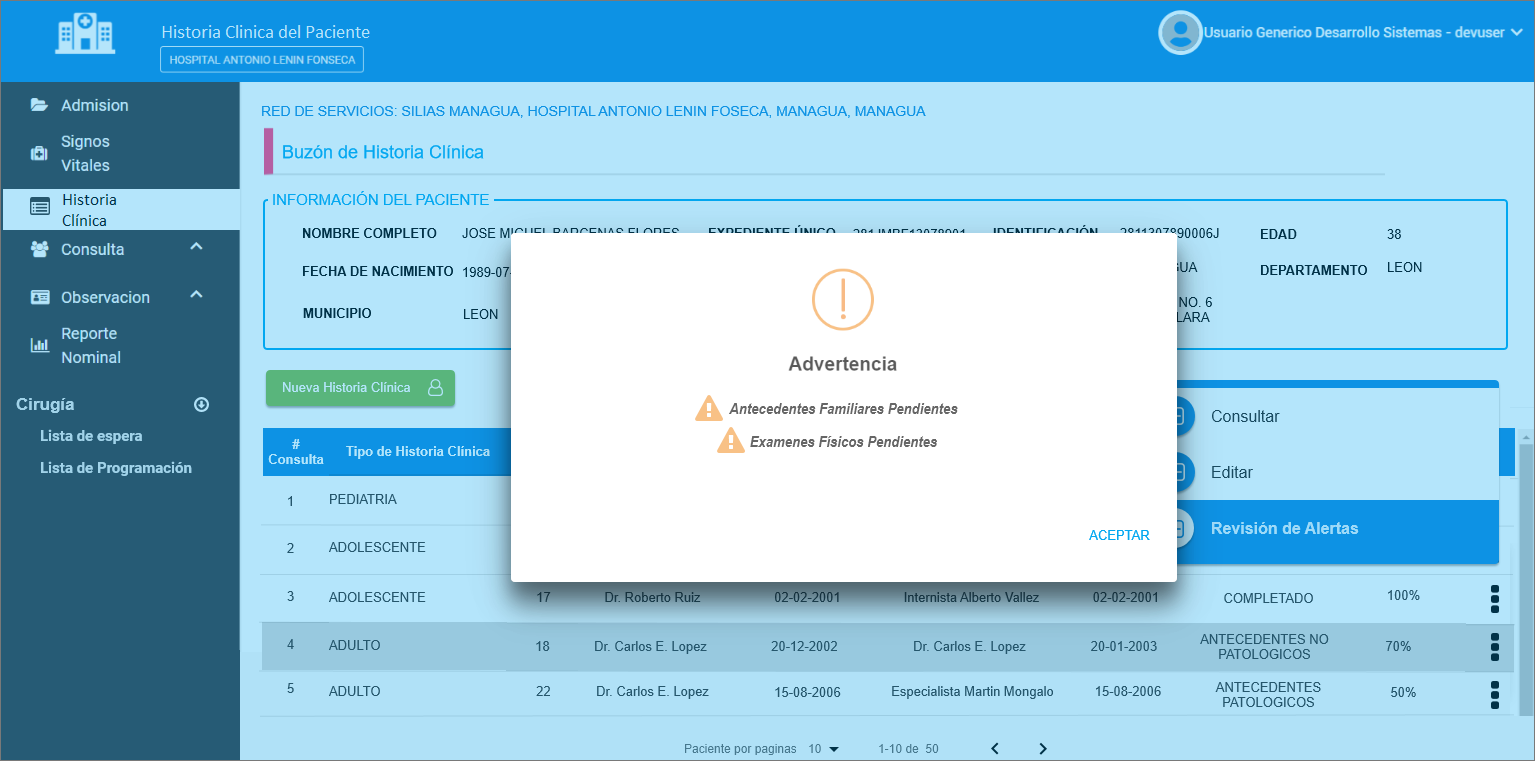 Historia Clinica del Paciente
HOSPITAL ANTONIO LENIN FONSECA
Usuario Generico Desarrollo Sistemas - devuser
Admision
Signos
Vitales
Historia
Clínica
Consulta
Observacion
Reporte
Nominal
Cirugía
Lista de espera
Lista de Programación
RED DE SERVICIOS: SILIAS MANAGUA, HOSPITAL ANTONIO LENIN FOSECA, MANAGUA, MANAGUA
Buzón de Historia Clínica
INFORMACIÓN DEL PACIENTE
NOMBRE COMPLETO JOSE MIGUEL BARCENAS FLORES EXPEDIENTE ÚNICO IDENTIFICACIÓN 2811307890006J EDAD 38
FECHA DE NACIMIENTO 1989-07- GUA DEPARTAMENTO LEON
MUNICIPIO LEON NO. 6
LARA
Nueva Historia Clínica
Advertencia
Antecedentes Familiares Pendientes
Examenes Fisicos Pendientes
ACEPTAR
Consultar
Editar
Revisión de Alertas
# Consulta Tipo de Historia Clínica
1 PEDIATRIA
2 ADOLESCENTE
3 ADOLESCENTE 17 Dr. Roberto Ruiz 02-02-2001 Internista Alberto Vallez 02-02-2001 COMPLETADO 100%
4 ADULTO 18 Dr. Carlos E. Lopez 20-12-2002 Dr. Carlos E. Lopez 20-01-2003 ANTECEDENTES NO PATOLOGICOS 70%
5 ADULTO 22 Dr. Carlos E. Lopez 15-08-2006 Especialista Martin Mongalo 15-08-2006 ANTECEDENTES PATOLOGICOS 50%
Paciente por paginas 10 1-10 de 50